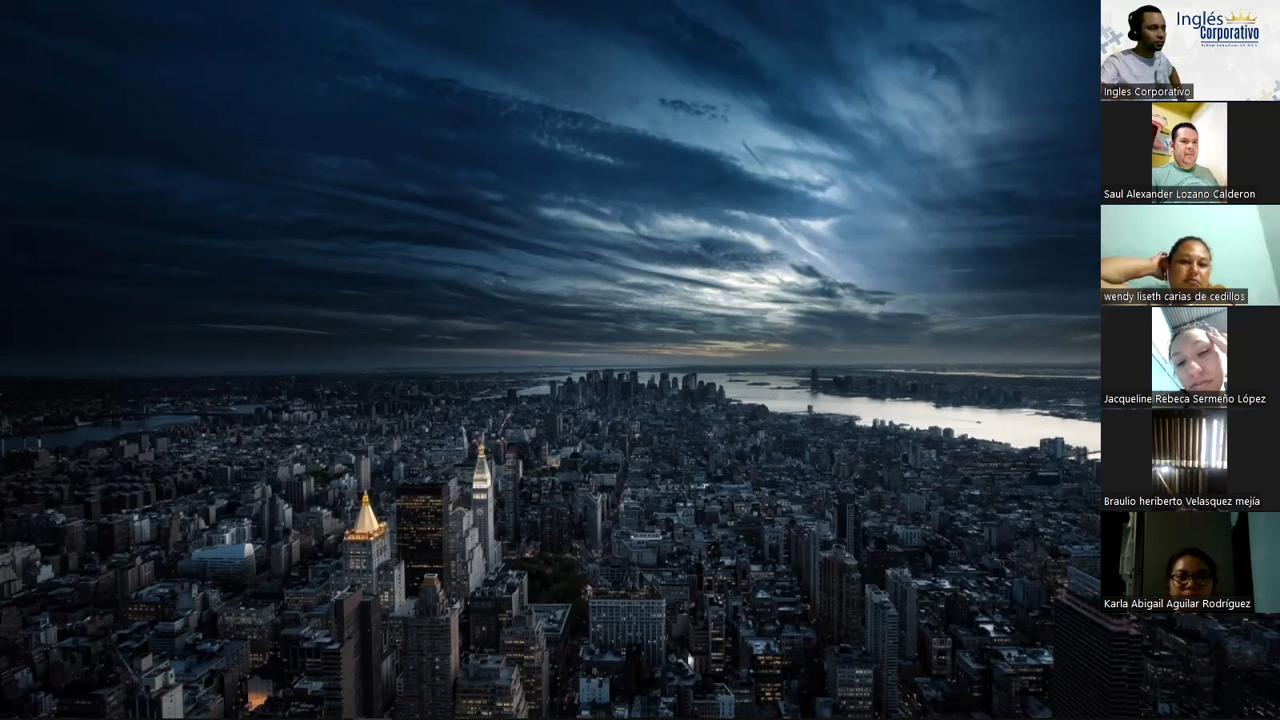 Inglés
Corporativo
Ingles Corporativo
Saul Alexander Lozano Calderon
wendy liseth carias de cedillos
Jacqueline Rebeca Sermeño López
Braulio heriberto Velasquez mejía
Karla Abigail Aguilar Rodríguez